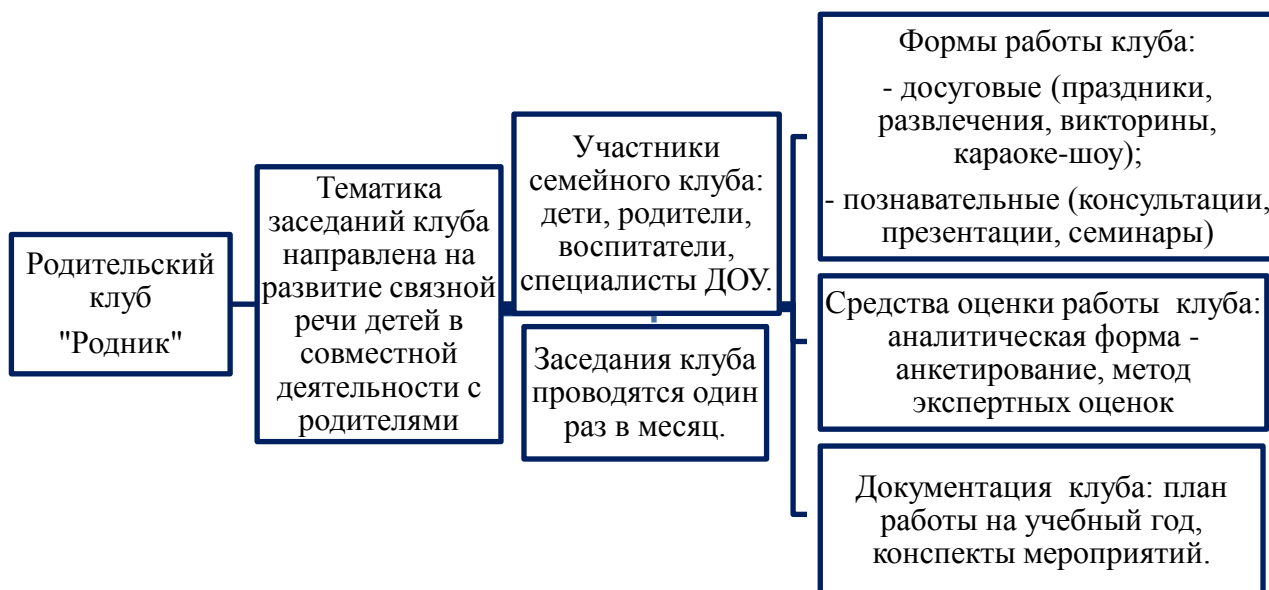 Родительский
клуб
"Родник"
Тематика
заседаний клуба
направлена на
развитие связной
речи детей в
совместной
деятельности с
родителями
Участники
семейного клуба:
дети, родители,
воспитатели,
специалисты ДОУ.
Заседания клуба
проводятся один
раз в месяц.
Формы работы клуба:
- досуговые (праздники,
развлечения, викторины,
караоке-шоу);
- познавательные (консультации,
презентации, семинары)
Средства оценки работы клуба:
аналитическая форма -
анкетирование, метод
экспертных оценок
Документация клуба: план
работы на учебный год,
конспекты мероприятий.